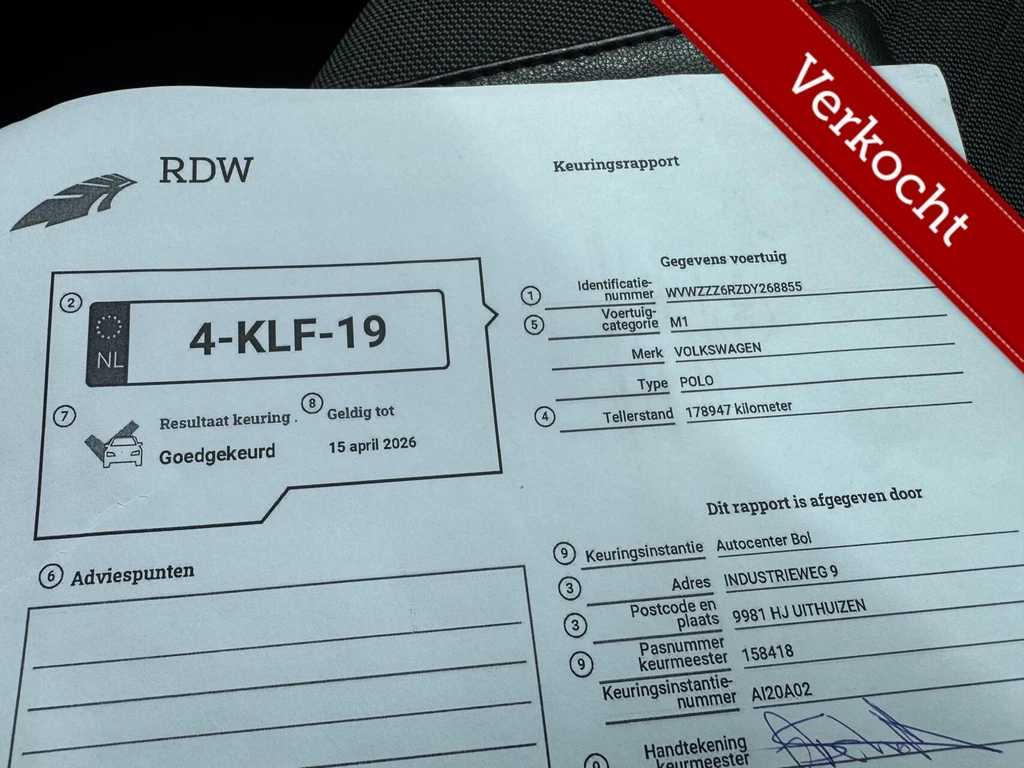 Verkocht
RDW
Keuringsrapport
2
NL
4-KLF-19
7
Resultaat keuring
Goedgekeurd
8
Geldig tot
15 april 2026
Gegevens voertuig
1 Identificatie-
nummer WVWZZZ6RZDY268855
5 Voertuig-
categorie M1
Merk VOLKSWAGEN
Type POLO
4 Tellerstand 178947 kilometer
6 Adviespunten
Dit rapport is afgegeven door
9 Keuringsinstantie Autocenter Bol
3 Adres INDUSTRIEWEG 9
3 Postcode en
plaats 9981 HJ UITHUIZEN
9 Pasnummer
keurmeester 158418
Keuringsinstantie-
nummer AI20A02
9 Handtekening
keurmeester